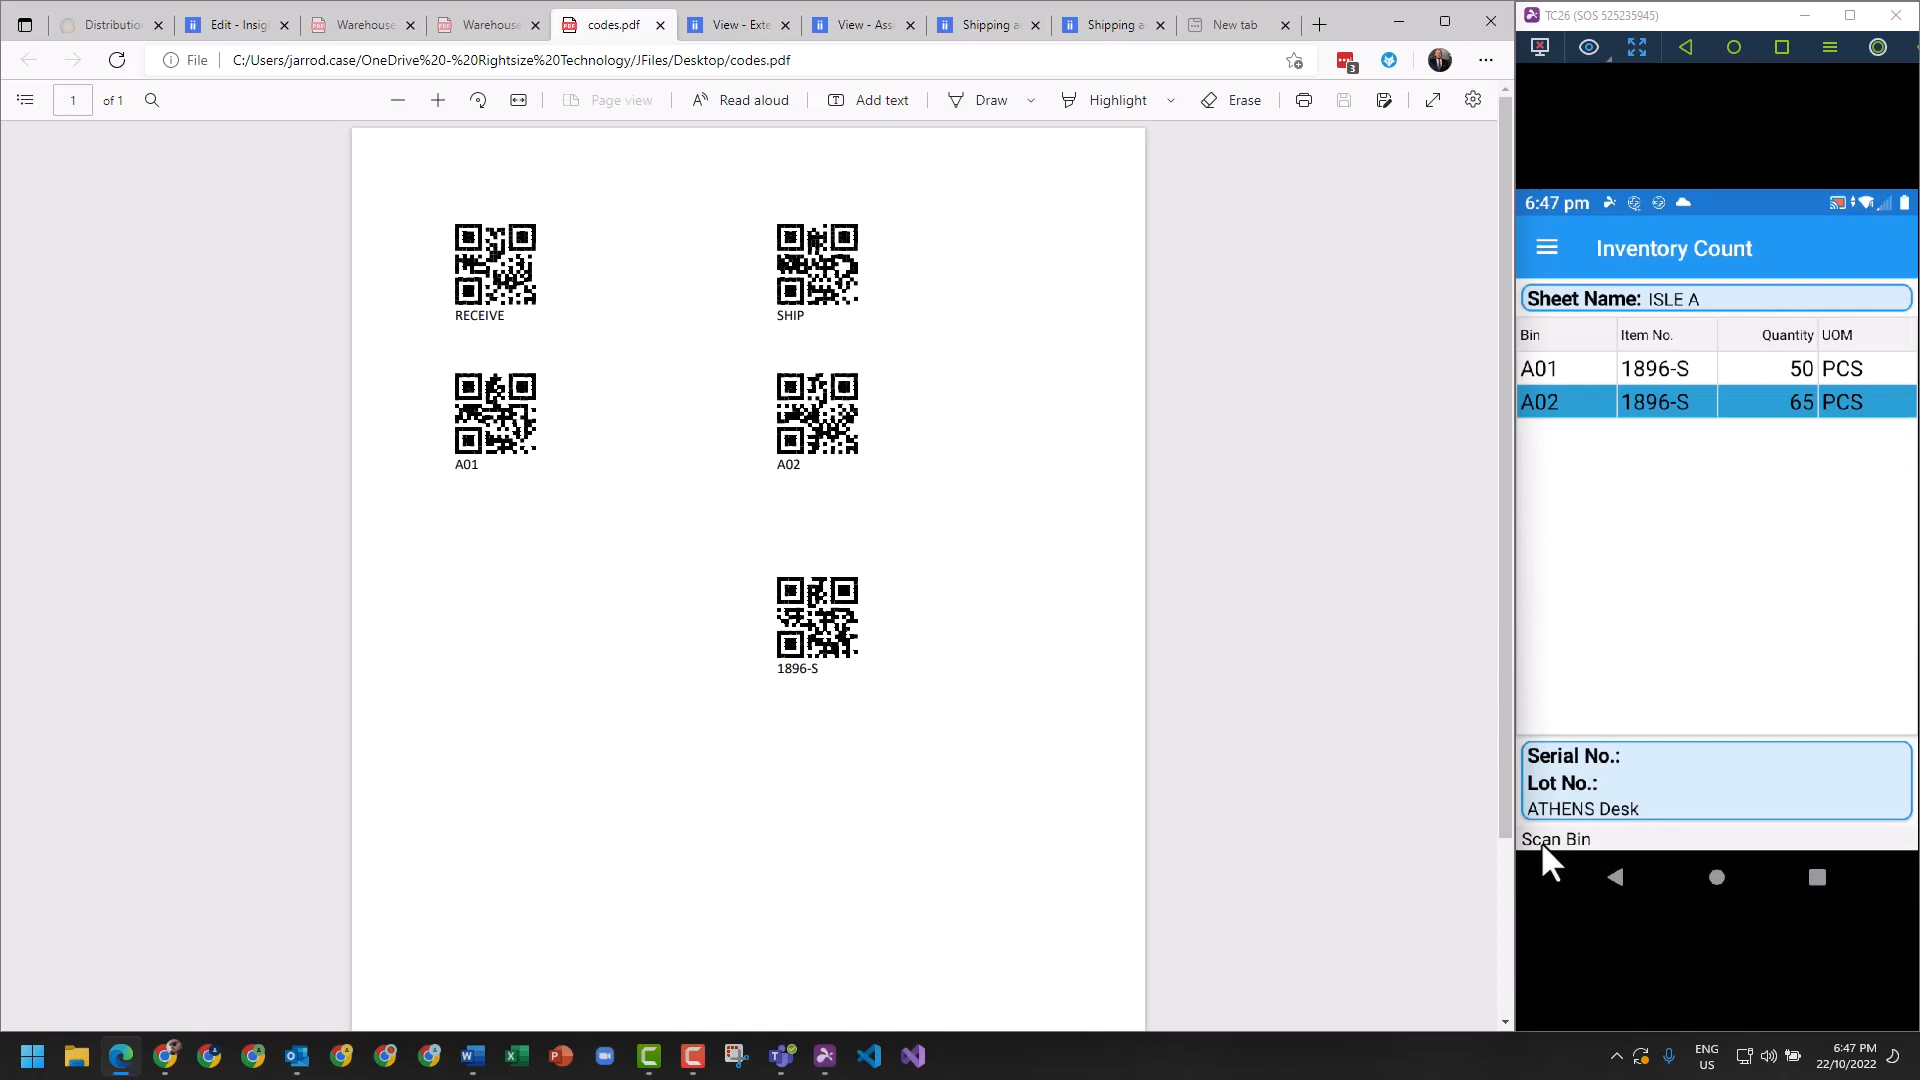 Distributio
Edit - Insig
Warehouse
Warehouse
codes.pdf
View - Exte
View - Ass
Shipping a
Shipping a
New tab
TC26 (SOS 525235945)
File
C:/Users/jarrod.case/OneDrive%20-%20Rightsize%20Technology/JFiles/Desktop/codes.pdf
3
1
of 1
Page view
Read aloud
Add text
Draw
Highlight
Erase
RECEIVE
SHIP
A01
A02
1896-S
6:47 pm
Inventory Count
Sheet Name: ISLE A
Bin Item No. Quantity UOM
A01 1896-S 50 PCS
A02 1896-S 65 PCS
Serial No.:
Lot No.:
ATHENS Desk
Scan Bin
ENG
US
6:47 PM
22/10/2022